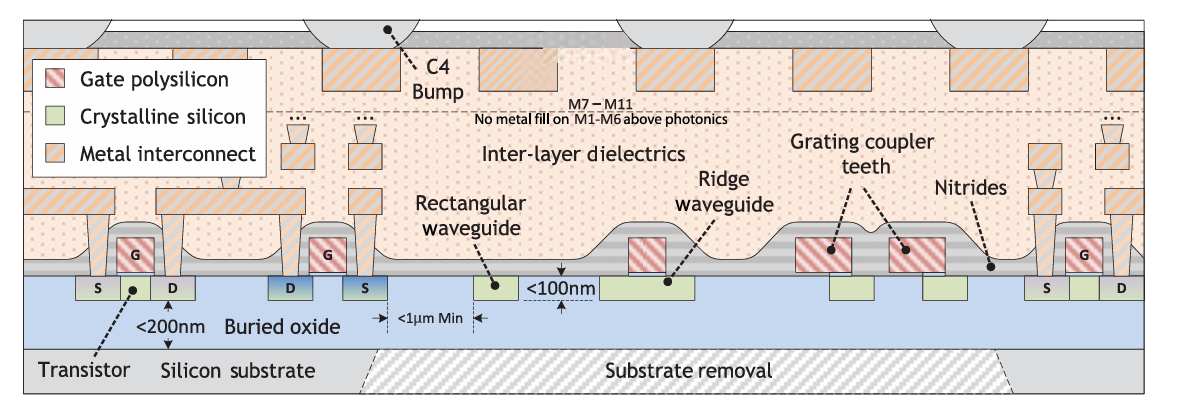 C4
Bump
Gate polysilicon
Crystalline silicon
Metal interconnect
M7 – M11
No metal fill on M1-M6 above photonics
...
...
...
Inter-layer dielectrics
Grating coupler
teeth
Rectangular
waveguide
Ridge
waveguide
Nitrides
G
G
G
S
D
D
S
S
D
<100nm
<200nm
Buried oxide
<1μm Min
Transistor
Silicon substrate
Substrate removal